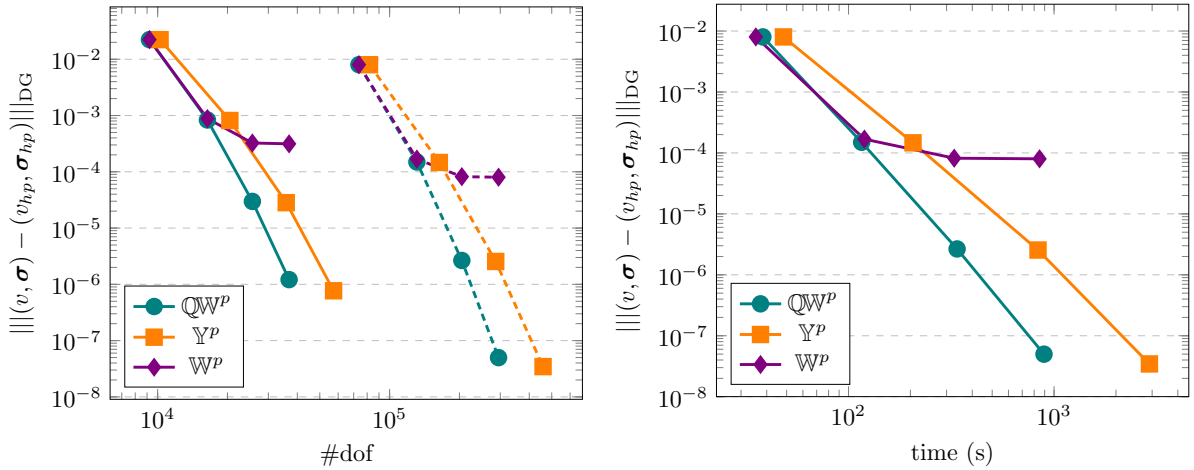 |||(v, σ) − (v_{hp}, σ_{hp})|||_{DG}
10^{−2}
10^{−3}
10^{−4}
10^{−5}
10^{−6}
10^{−7}
10^{−8}
ℚ𝕎^p
𝕐^p
𝕎^p
10^4
10^5
#dof
|||(v, σ) − (v_{hp}, σ_{hp})|||_{DG}
10^{−2}
10^{−3}
10^{−4}
10^{−5}
10^{−6}
10^{−7}
10^{−8}
ℚ𝕎^p
𝕐^p
𝕎^p
10^2
10^3
time (s)